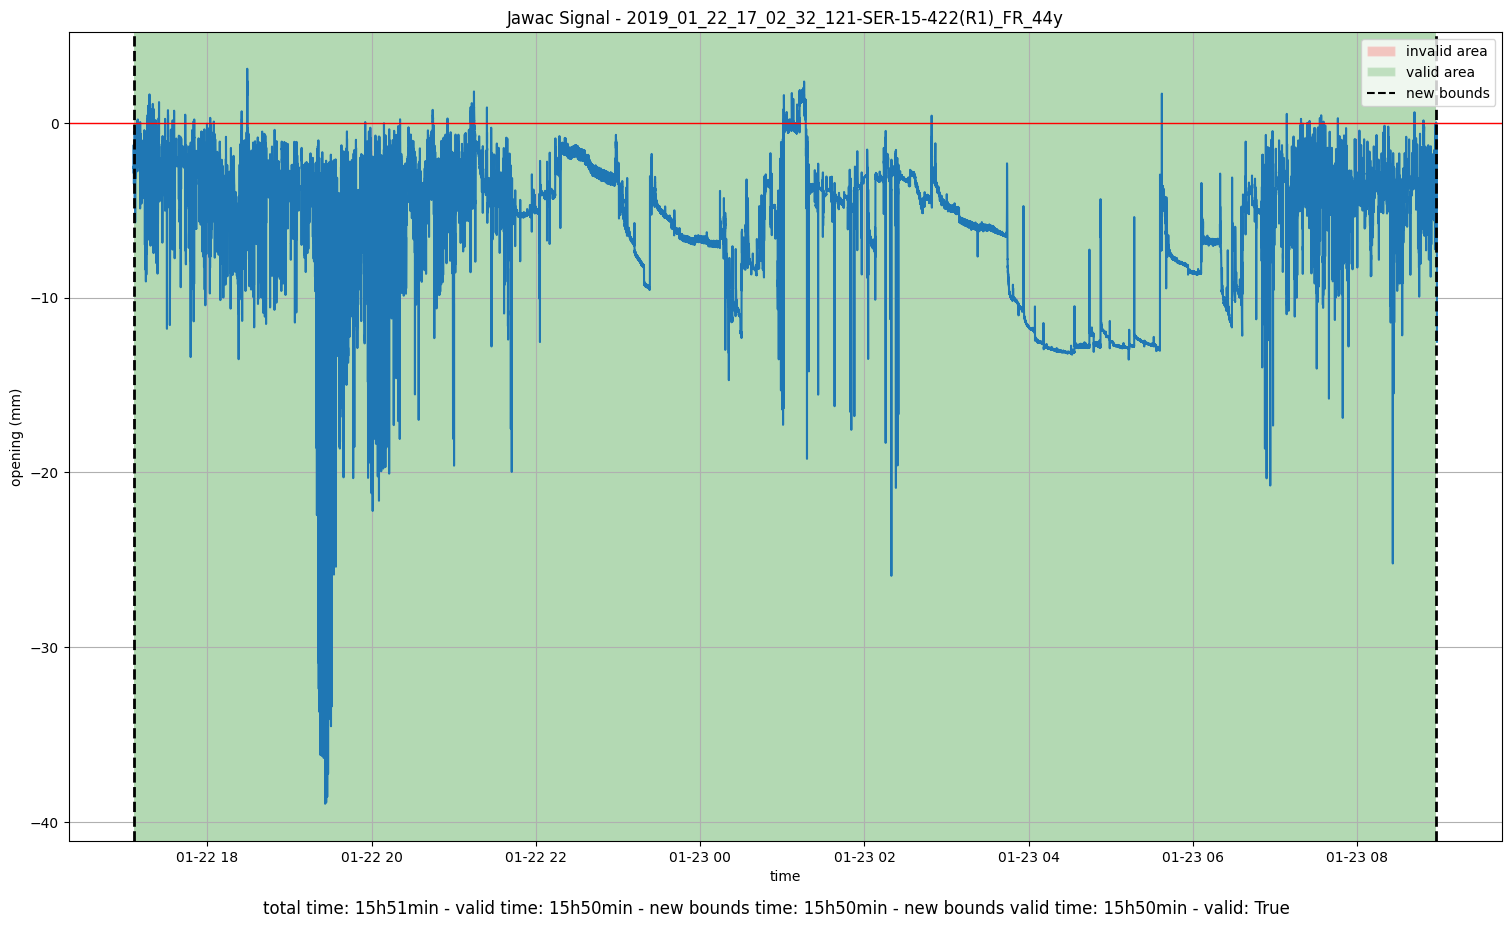 Jawac Signal - 2019_01_22_17_02_32_121-SER-15-422(R1)_FR_44y
invalid area
valid area
new bounds
0
−10
−20
−30
−40
opening (mm)
01-22 18 01-22 20 01-22 22 01-23 00 01-23 02 01-23 04 01-23 06 01-23 08
time
total time: 15h51min - valid time: 15h50min - new bounds time: 15h50min - new bounds valid time: 15h50min - valid: True